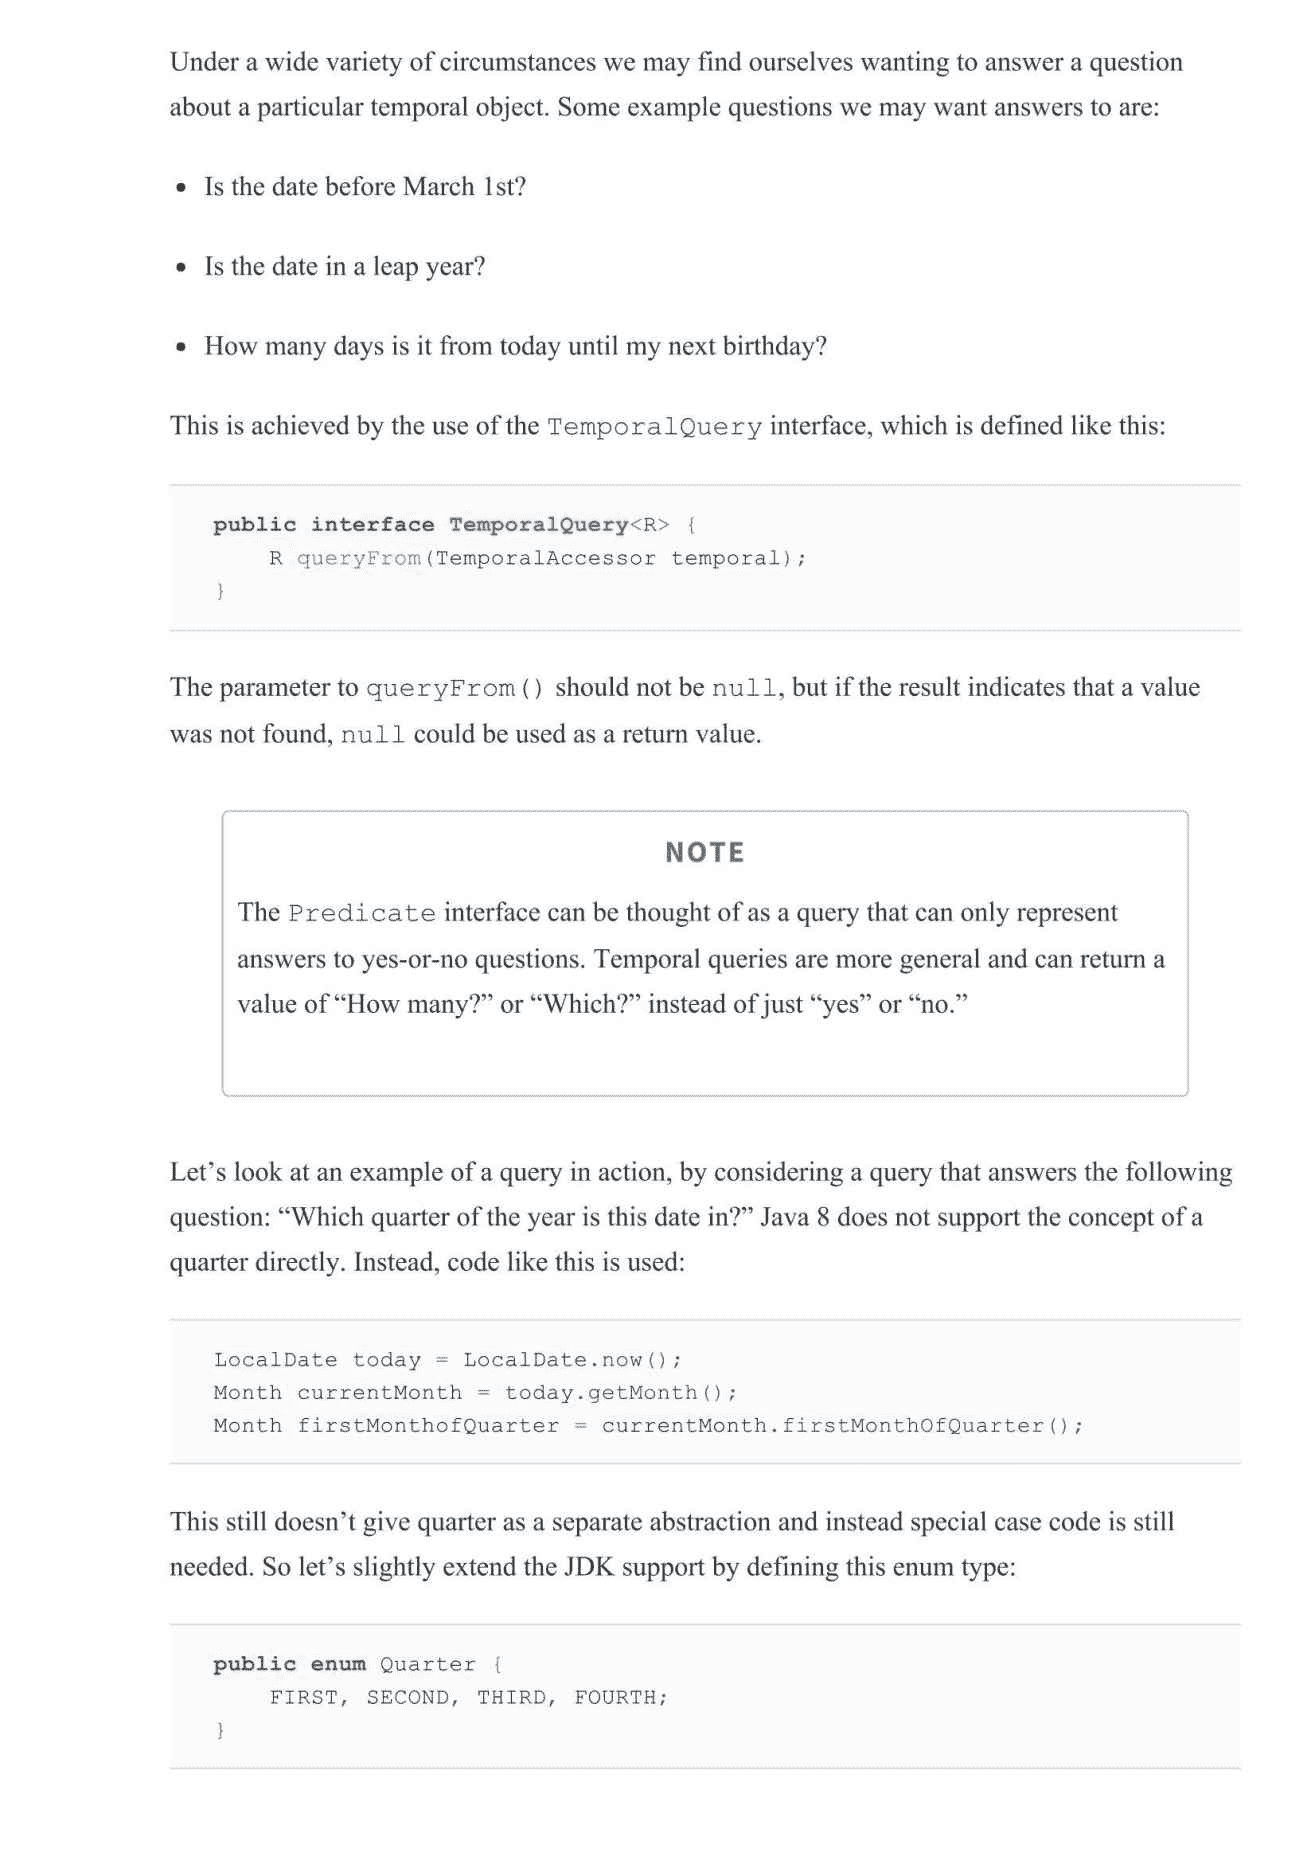 Under a wide variety of circumstances we may find ourselves wanting to answer a question
about a particular temporal object. Some example questions we may want answers to are:
• Is the date before March 1st?
• Is the date in a leap year?
• How many days is it from today until my next birthday?
This is achieved by the use of the TemporalQuery interface, which is defined like this:
public interface TemporalQuery<R> {
    R queryFrom(TemporalAccessor temporal);
}
The parameter to queryFrom() should not be null, but if the result indicates that a value
was not found, null could be used as a return value.
NOTE
The Predicate interface can be thought of as a query that can only represent
answers to yes-or-no questions. Temporal queries are more general and can return a
value of “How many?” or “Which?” instead of just “yes” or “no.”
Let’s look at an example of a query in action, by considering a query that answers the following
question: “Which quarter of the year is this date in?” Java 8 does not support the concept of a
quarter directly. Instead, code like this is used:
LocalDate today = LocalDate.now();
Month currentMonth = today.getMonth();
Month firstMonthofQuarter = currentMonth.firstMonthOfQuarter();
This still doesn’t give quarter as a separate abstraction and instead special case code is still
needed. So let’s slightly extend the JDK support by defining this enum type:
public enum Quarter {
    FIRST, SECOND, THIRD, FOURTH;
}